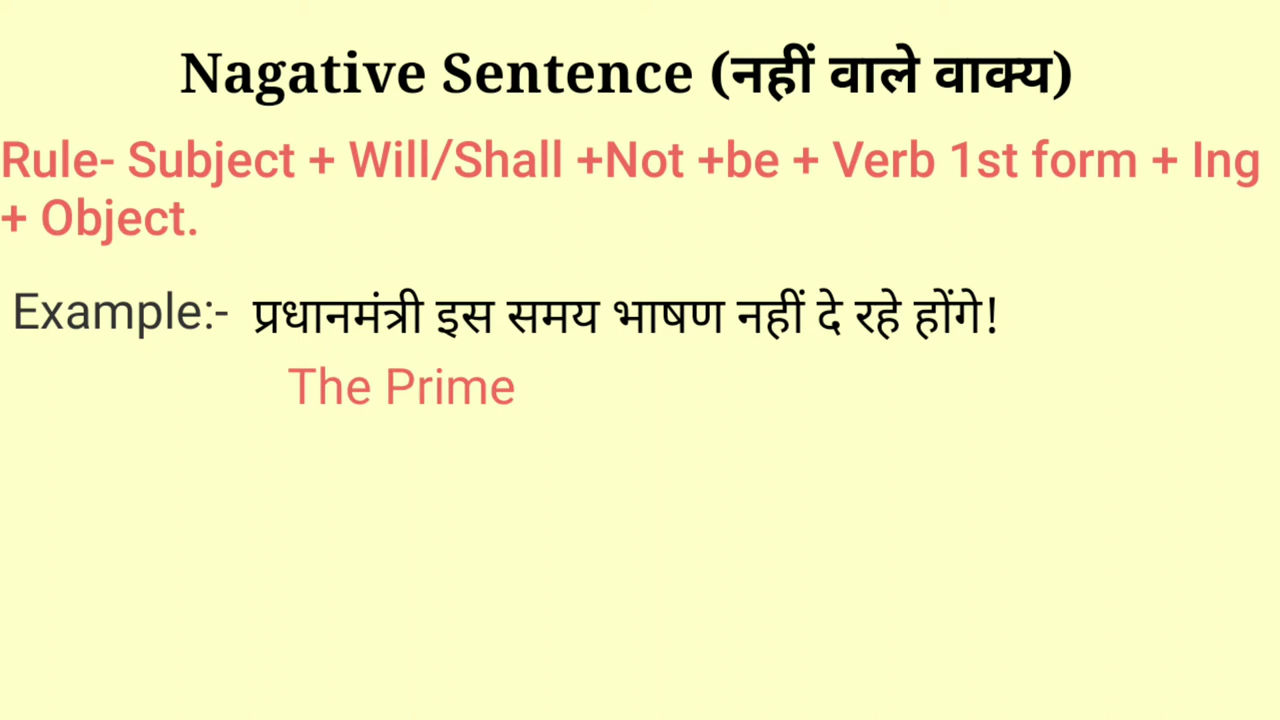 Nagative Sentence (नहीं वाले वाक्य)
Rule- Subject + Will/Shall +Not +be + Verb 1st form + Ing
+ Object.
Example:- प्रधानमंत्री इस समय भाषण नहीं दे रहे होंगे!
The Prime